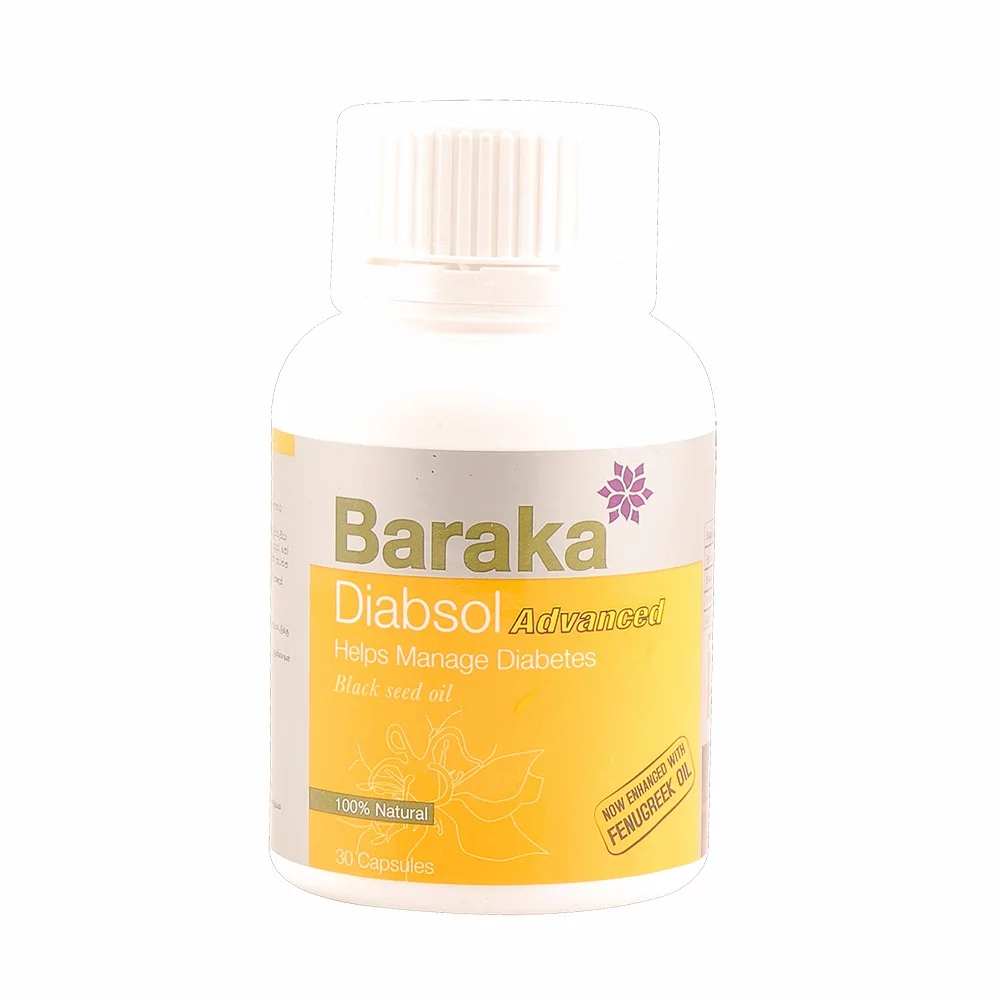 Baraka
Diabsol Advanced
Helps Manage Diabetes
Black seed oil
NOW ENHANCED WITH
FENUGREEK OIL
100% Natural
30 Capsules